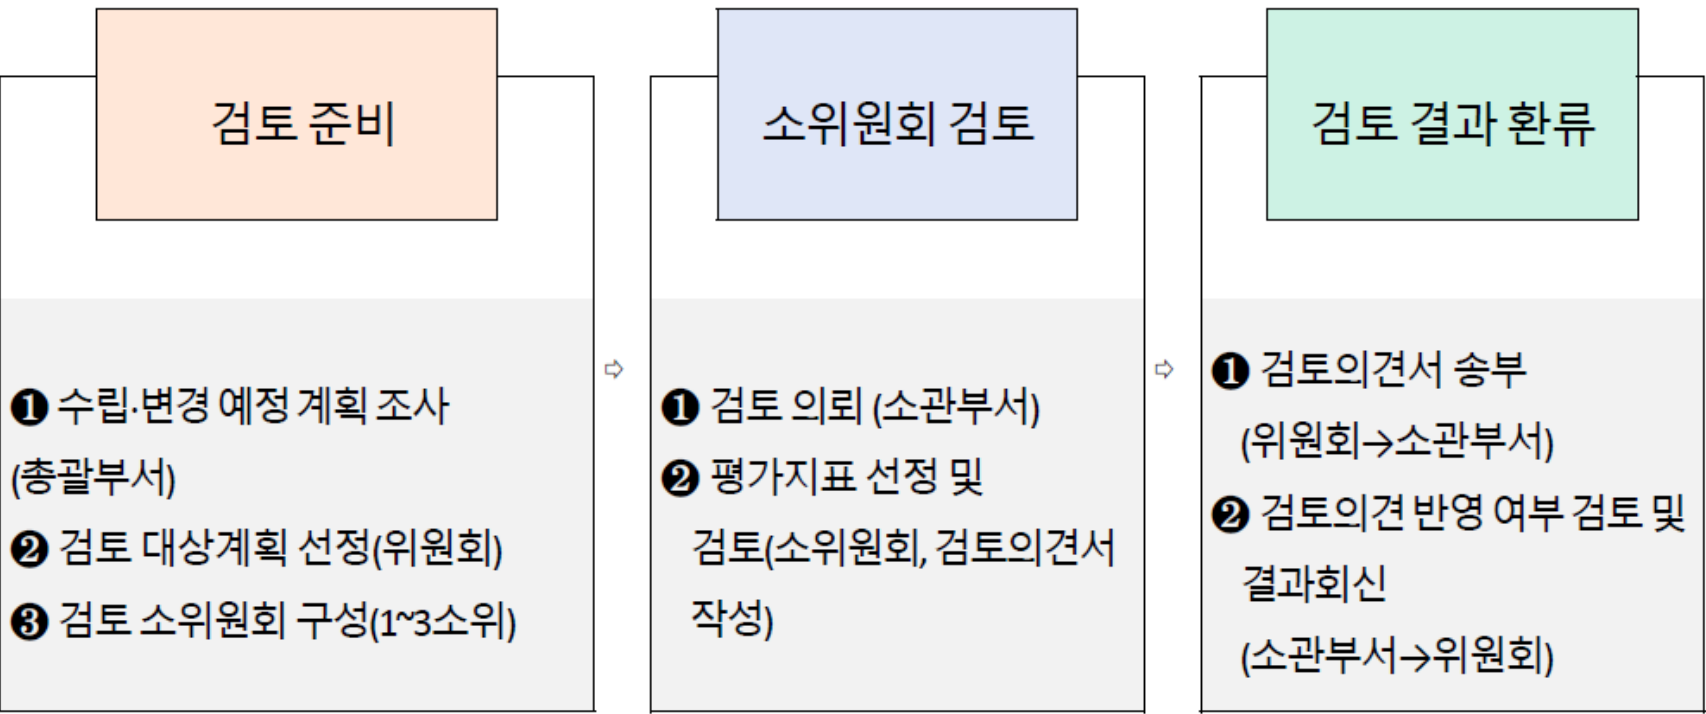 검토 준비
❶ 수립·변경 예정 계획 조사
(총괄부서)
❷ 검토 대상계획 선정(위원회)
❸ 검토 소위원회 구성(1~3소위)
⇨
소위원회 검토
❶ 검토 의뢰 (소관부서)
❷ 평가지표 선정 및
검토(소위원회, 검토의견서
작성)
⇨
검토 결과 환류
❶ 검토의견서 송부
(위원회→소관부서)
❷ 검토의견 반영 여부 검토 및
결과회신
(소관부서→위원회)